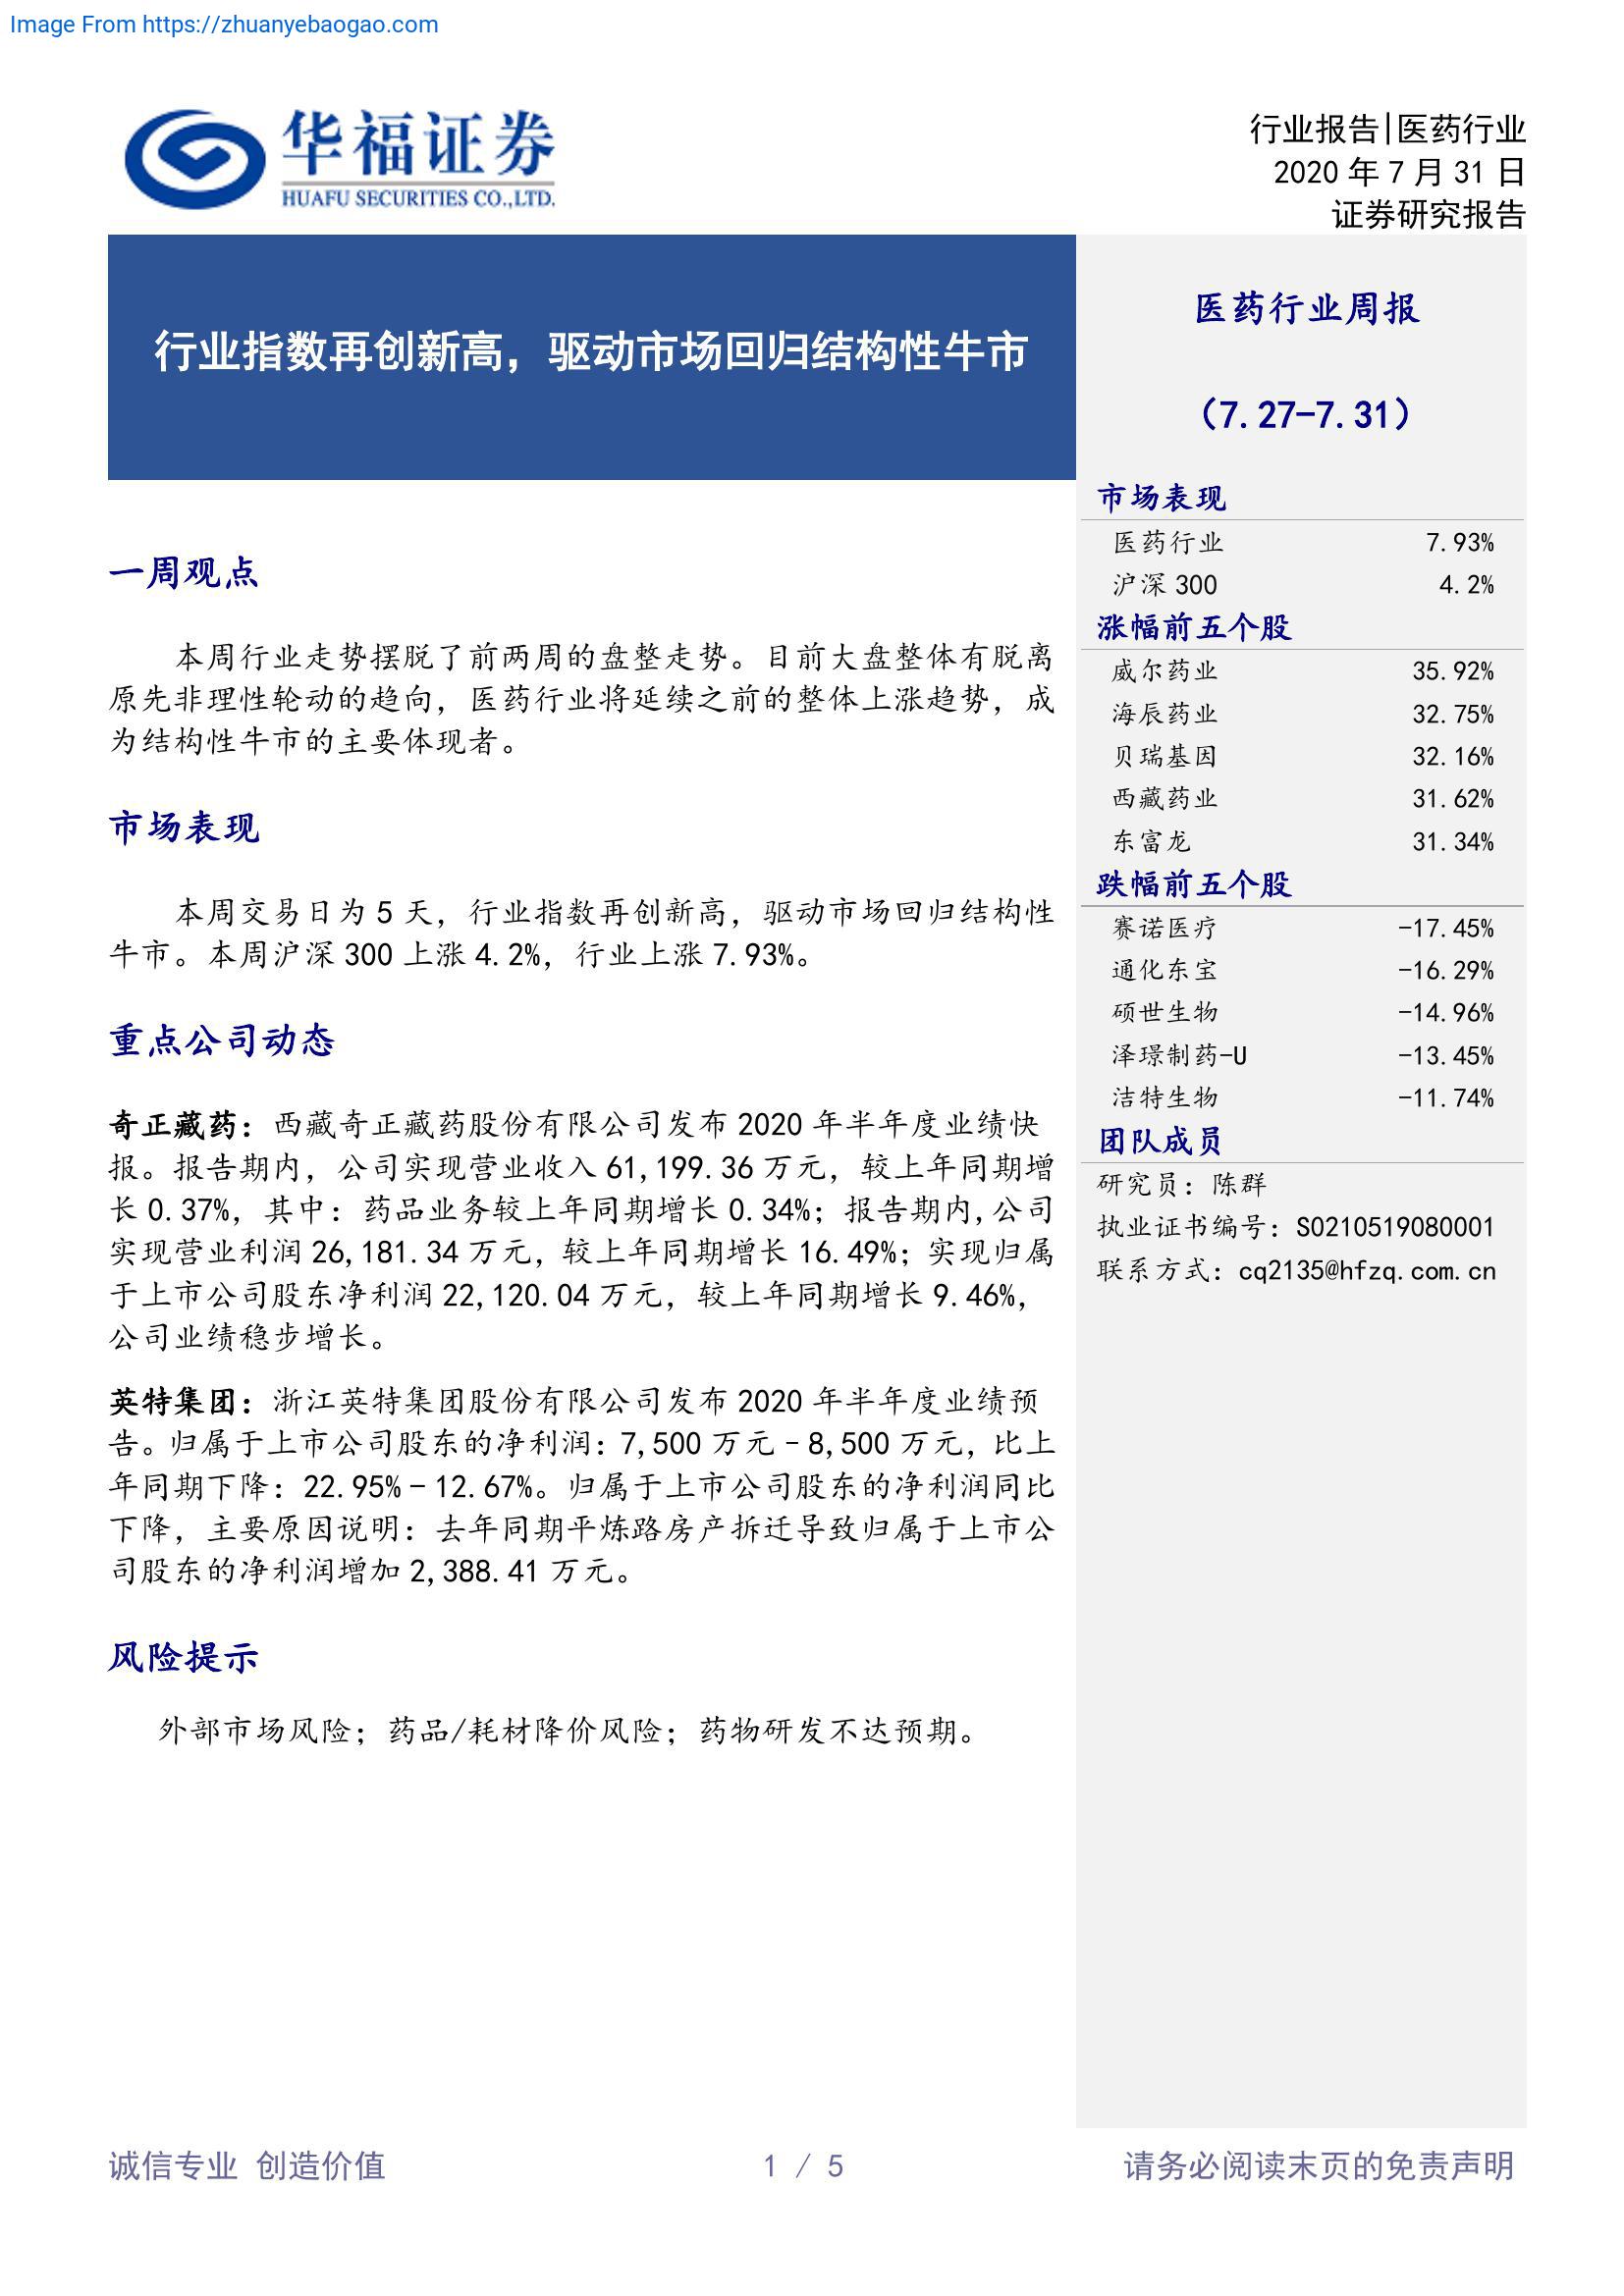 Image From https://zhuanyebaogao.com
华福证券
HUAFU SECURITIES CO.,LTD.
行业报告|医药行业
2020 年 7 月 31 日
证券研究报告
行业指数再创新高，驱动市场回归结构性牛市
一周观点
本周行业走势摆脱了前两周的盘整走势。目前大盘整体有脱离
原先非理性轮动的趋向，医药行业将延续之前的整体上涨趋势，成
为结构性牛市的主要体现者。
市场表现
本周交易日为 5 天，行业指数再创新高，驱动市场回归结构性
牛市。本周沪深 300 上涨 4.2%，行业上涨 7.93%。
重点公司动态
奇正藏药：西藏奇正藏药股份有限公司发布 2020 年半年度业绩快
报。报告期内，公司实现营业收入 61,199.36 万元，较上年同期增
长 0.37%，其中：药品业务较上年同期增长 0.34%；报告期内,公司
实现营业利润 26,181.34 万元，较上年同期增长 16.49%；实现归属
于上市公司股东净利润 22,120.04 万元，较上年同期增长 9.46%，
公司业绩稳步增长。
英特集团：浙江英特集团股份有限公司发布 2020 年半年度业绩预
告。归属于上市公司股东的净利润：7,500 万元–8,500 万元，比上
年同期下降：22.95%–12.67%。归属于上市公司股东的净利润同比
下降，主要原因说明：去年同期平炼路房产拆迁导致归属于上市公
司股东的净利润增加 2,388.41 万元。
风险提示
外部市场风险；药品/耗材降价风险；药物研发不达预期。
医药行业周报
（7.27-7.31）
市场表现
医药行业 7.93%
沪深 300 4.2%
涨幅前五个股
威尔药业 35.92%
海辰药业 32.75%
贝瑞基因 32.16%
西藏药业 31.62%
东富龙 31.34%
跌幅前五个股
赛诺医疗 -17.45%
通化东宝 -16.29%
硕世生物 -14.96%
泽璟制药-U -13.45%
洁特生物 -11.74%
团队成员
研究员：陈群
执业证书编号：S0210519080001
联系方式：cq2135@hfzq.com.cn
诚信专业 创造价值
1 / 5
请务必阅读末页的免责声明